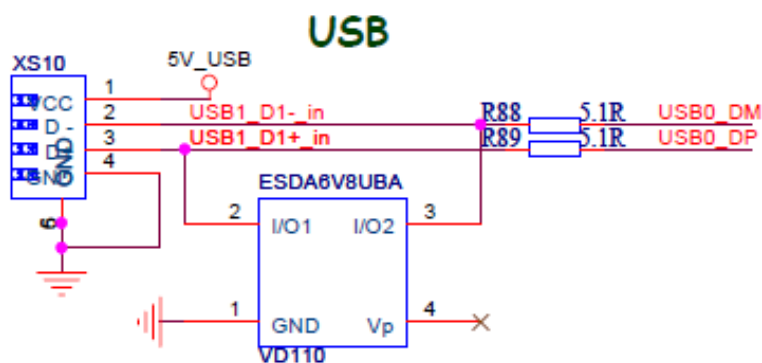 USB
XS10
5V_USB
VCC 1
D - 2 USB1_D1-_in R88 5.1R USB0_DM
3 USB1_D1+_in R89 5.1R USB0_DP
GND 4
GND
ESDA6V8UBA
2 I/O1 I/O2 3
1 GND Vp 4
VD110